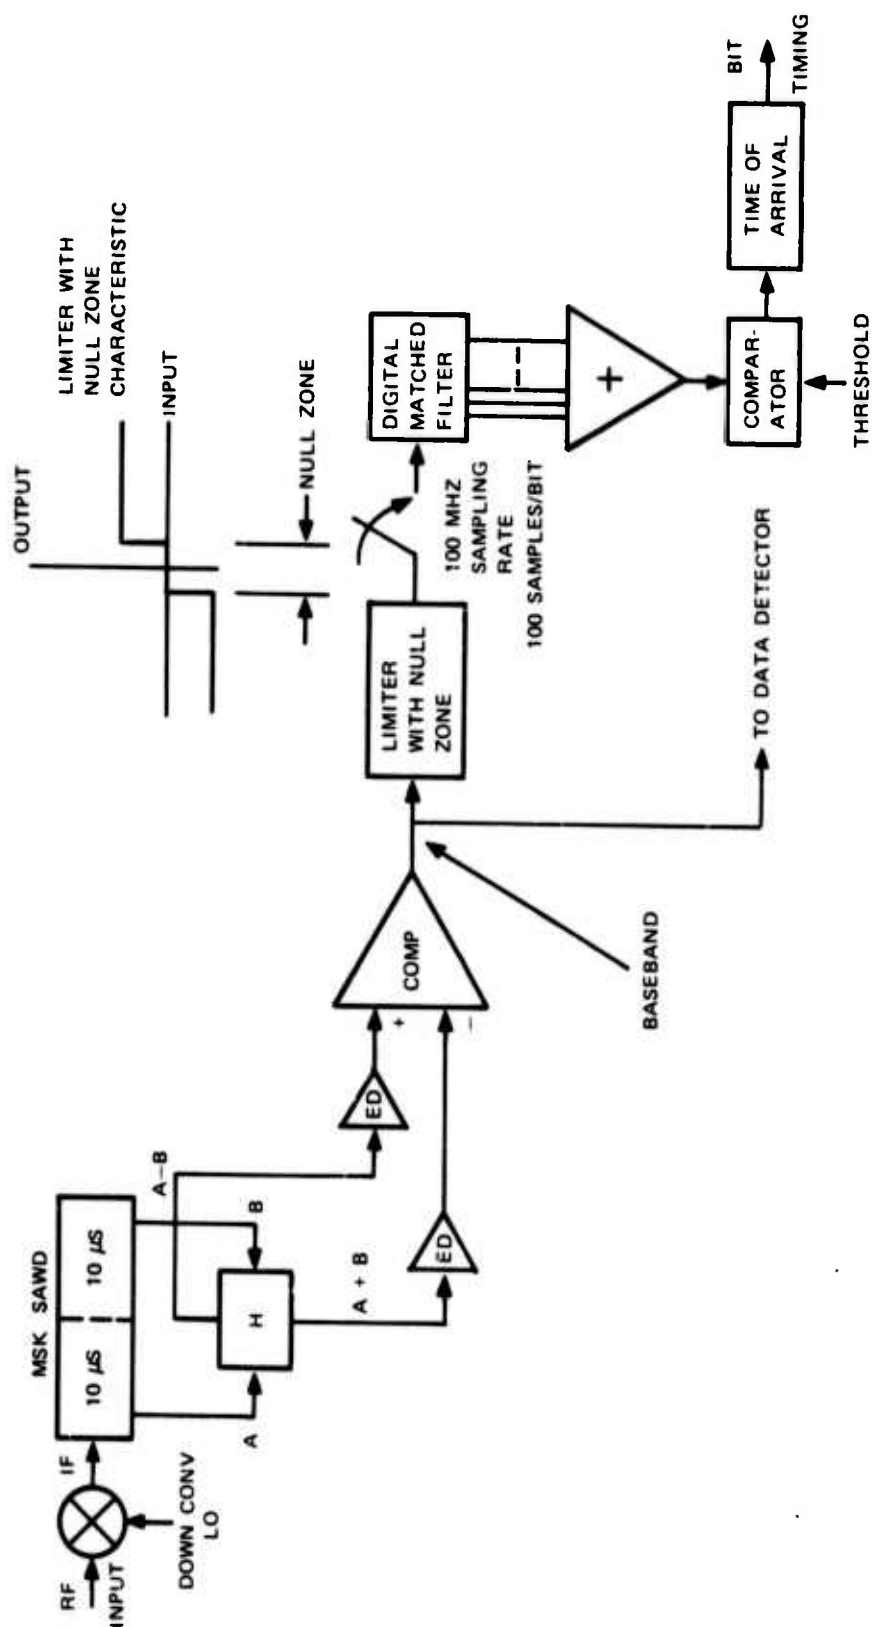 RF
INPUT
DOWN CONV
LO
IF
MSK SAWD
10 µS
10 µS
A
B
H
A–B
A + B
ED
ED
+
–
COMP
BASEBAND
TO DATA DETECTOR
LIMITER
WITH NULL
ZONE
OUTPUT
INPUT
LIMITER WITH
NULL ZONE
CHARACTERISTIC
NULL ZONE
100 MHZ
SAMPLING
RATE
100 SAMPLES/BIT
DIGITAL
MATCHED
FILTER
+
COMPAR-
ATOR
THRESHOLD
TIME OF
ARRIVAL
BIT
TIMING